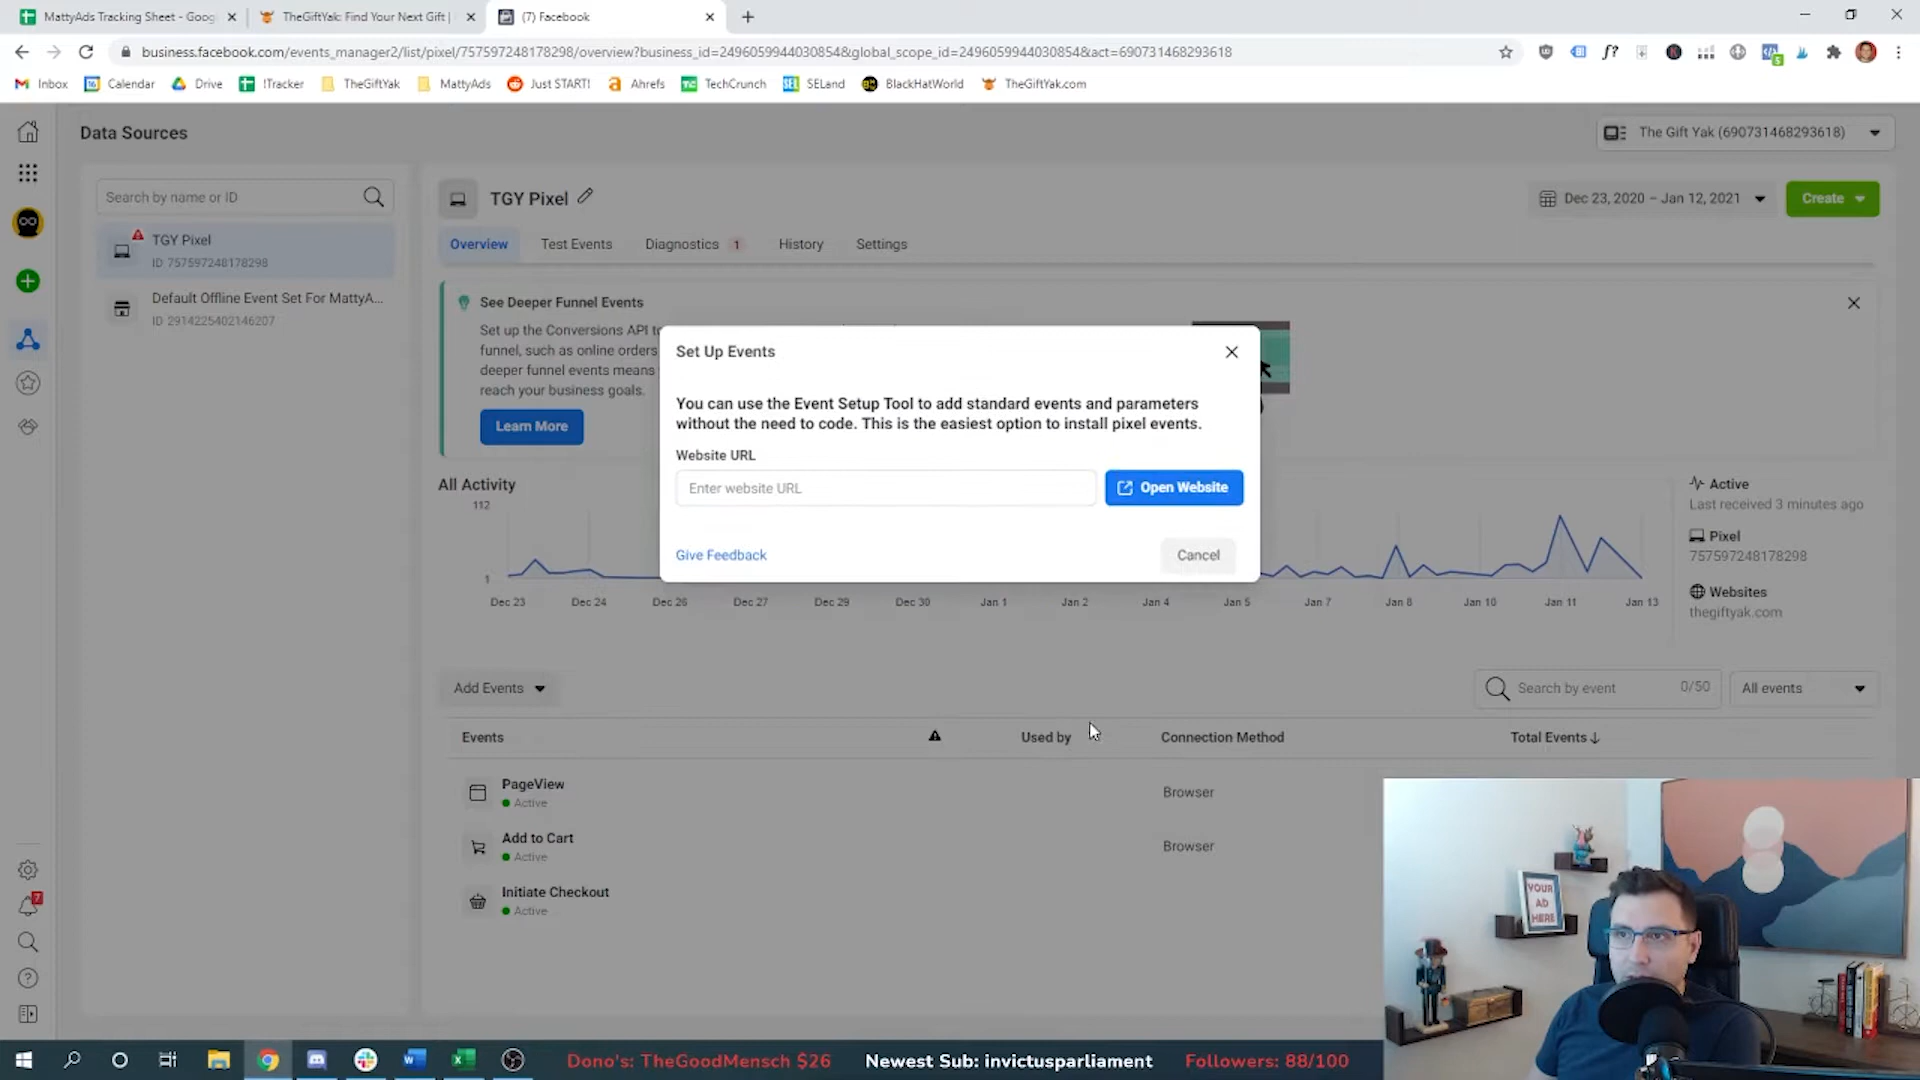 MattyAds Tracking Sheet - Goog
TheGiftYak: Find Your Next Gift |
(7) Facebook
business.facebook.com/events_manager2/list/pixel/757597248178298/overview?business_id=2496059944030854&global_scope_id=2496059944030854&act=690731468293618
Inbox
Calendar
Drive
!Tracker
TheGiftYak
MattyAds
Just START!
Ahrefs
TechCrunch
SELand
BlackHatWorld
TheGiftYak.com
Data Sources
The Gift Yak (690731468293618)
Search by name or ID
TGY Pixel
ID 757597248178298
Default Offline Event Set For MattyA...
ID 2914225402146207
TGY Pixel
Dec 23, 2020 – Jan 12, 2021
Create
Overview
Test Events
Diagnostics 1
History
Settings
See Deeper Funnel Events
Set up the Conversions API to
funnel, such as online orders
deeper funnel events means
reach your business goals.
Learn More
Set Up Events
You can use the Event Setup Tool to add standard events and parameters
without the need to code. This is the easiest option to install pixel events.
Website URL
Enter website URL
Open Website
Give Feedback
Cancel
All Activity
112
1
Dec 23
Dec 24
Dec 26
Dec 27
Dec 29
Dec 30
Jan 1
Jan 2
Jan 4
Jan 5
Jan 7
Jan 8
Jan 10
Jan 11
Jan 13
Active
Last received 3 minutes ago
Pixel
757597248178298
Websites
thegiftyak.com
Add Events
Search by event
0/50
All events
Events
Used by
Connection Method
Total Events
PageView
Active
Browser
Add to Cart
Active
Browser
Initiate Checkout
Active
YOUR
AD
HERE
7
Dono's: TheGoodMensch $26
Newest Sub: invictusparliament
Followers: 88/100